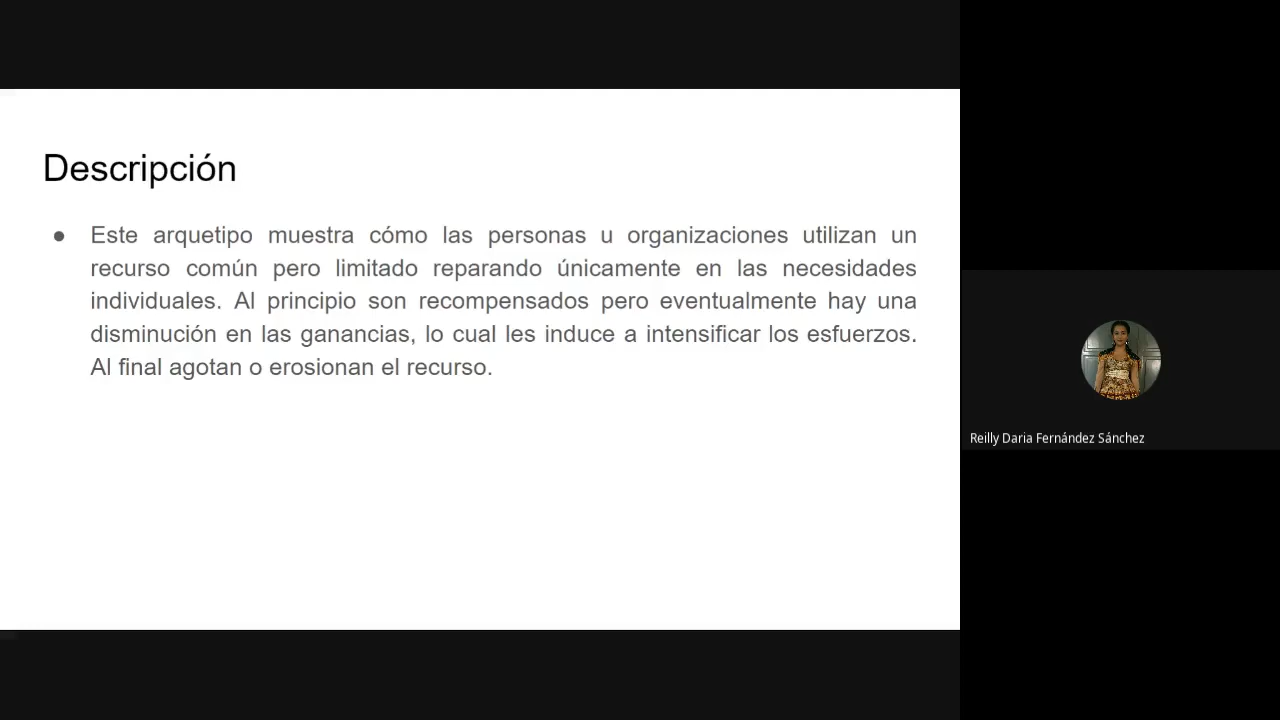 Descripción
● Este arquetipo muestra cómo las personas u organizaciones utilizan un
recurso común pero limitado reparando únicamente en las necesidades
individuales. Al principio son recompensados pero eventualmente hay una
disminución en las ganancias, lo cual les induce a intensificar los esfuerzos.
Al final agotan o erosionan el recurso.
Reilly Daria Fernández Sánchez